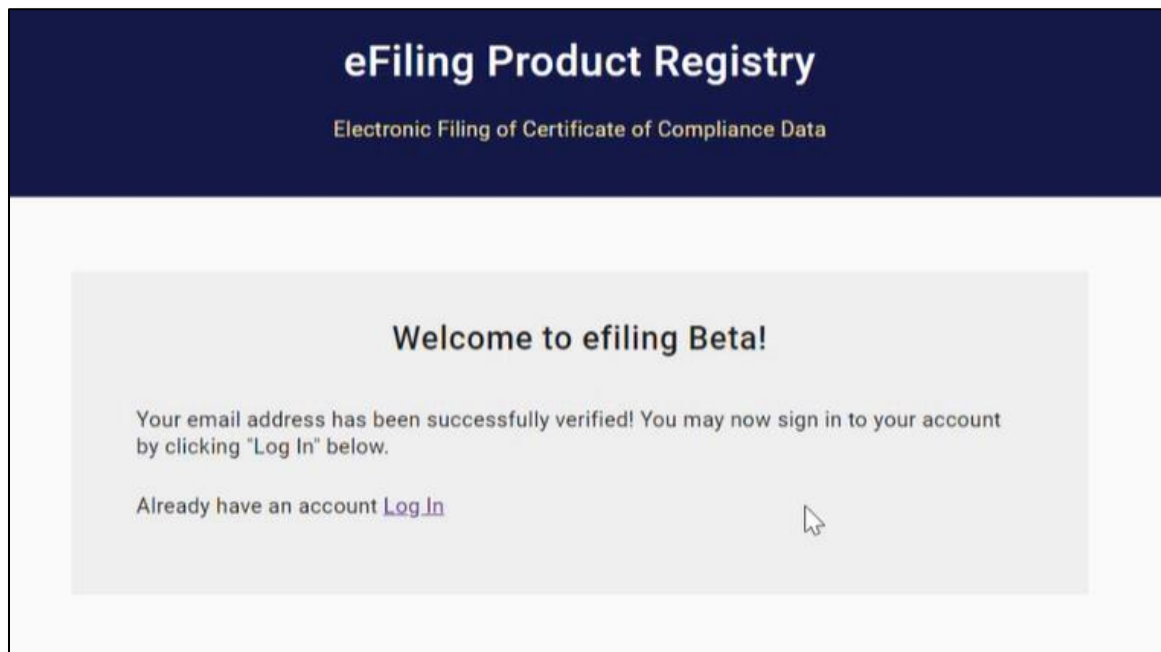 eFiling Product Registry
Electronic Filing of Certificate of Compliance Data
Welcome to efiling Beta!
Your email address has been successfully verified! You may now sign in to your account
by clicking "Log In" below.
Already have an account Log In